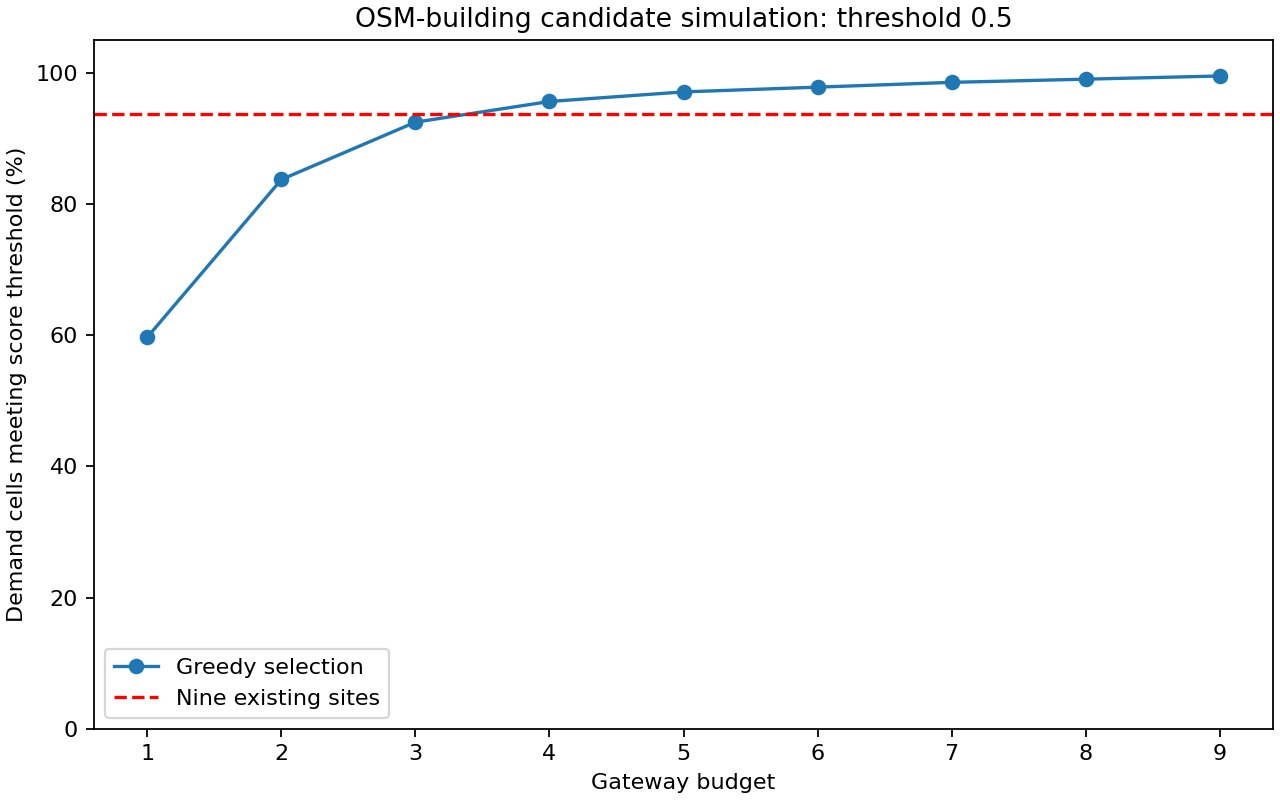 OSM-building candidate simulation: threshold 0.5
Demand cells meeting score threshold (%)
100
80
60
40
20
0
Greedy selection
Nine existing sites
1 2 3 4 5 6 7 8 9
Gateway budget